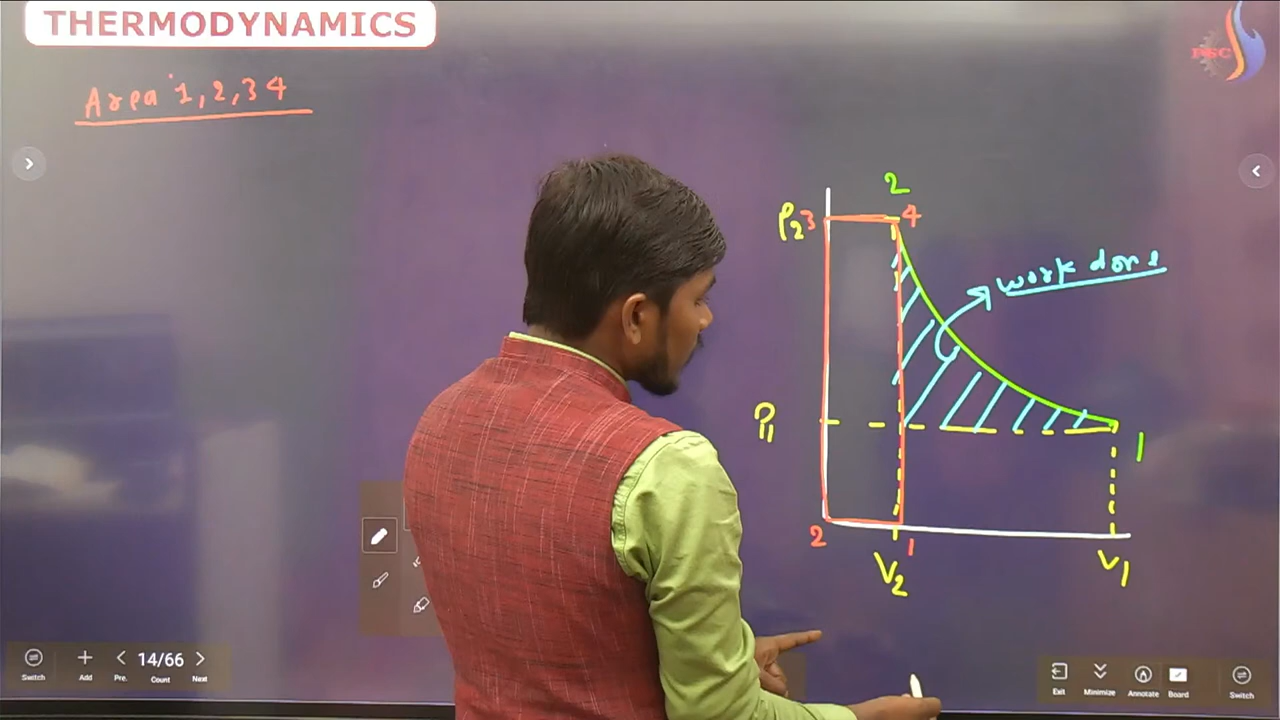 THERMODYNAMICS
Area 1, 2, 3 4
2
P2 3
4
work done
P1
1
2
1
V2
V1
Switch
Add
Pre.
14/66
Count
Next
Exit
Minimize
Annotate
Board
Switch